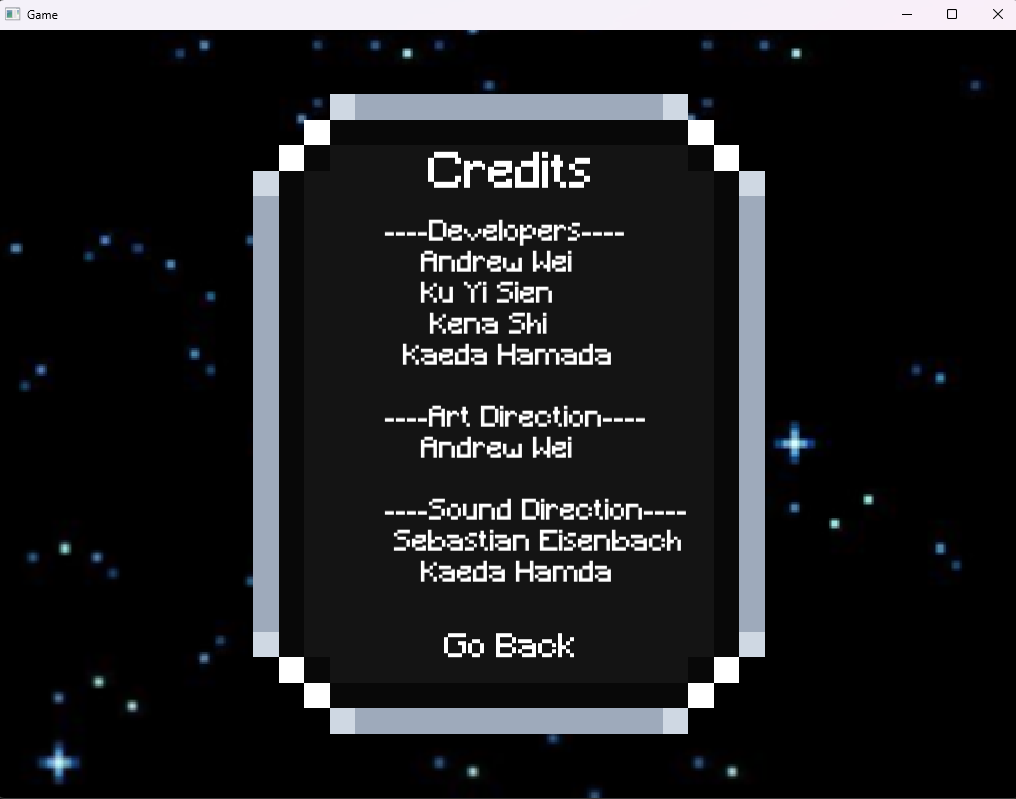 Game
Credits
----Developers----
Andrew Wei
Ku Yi Sien
Kena Shi
Kaeda Hamada
----Art Direction----
Andrew Wei
----Sound Direction----
Sebastian Eisenbach
Kaeda Hamda
Go Back